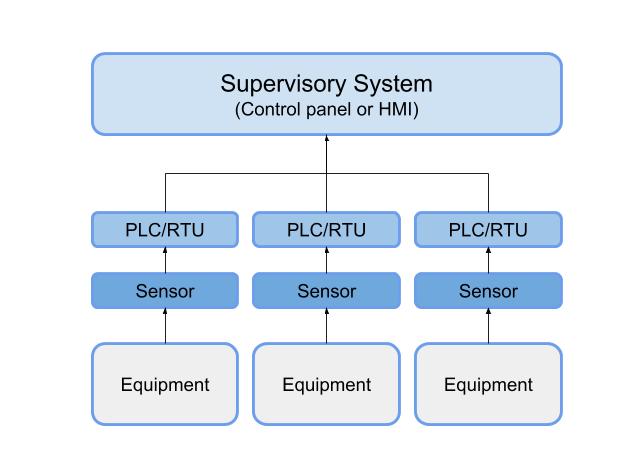 Supervisory System
(Control panel or HMI)
PLC/RTU PLC/RTU PLC/RTU
Sensor Sensor Sensor
Equipment Equipment Equipment